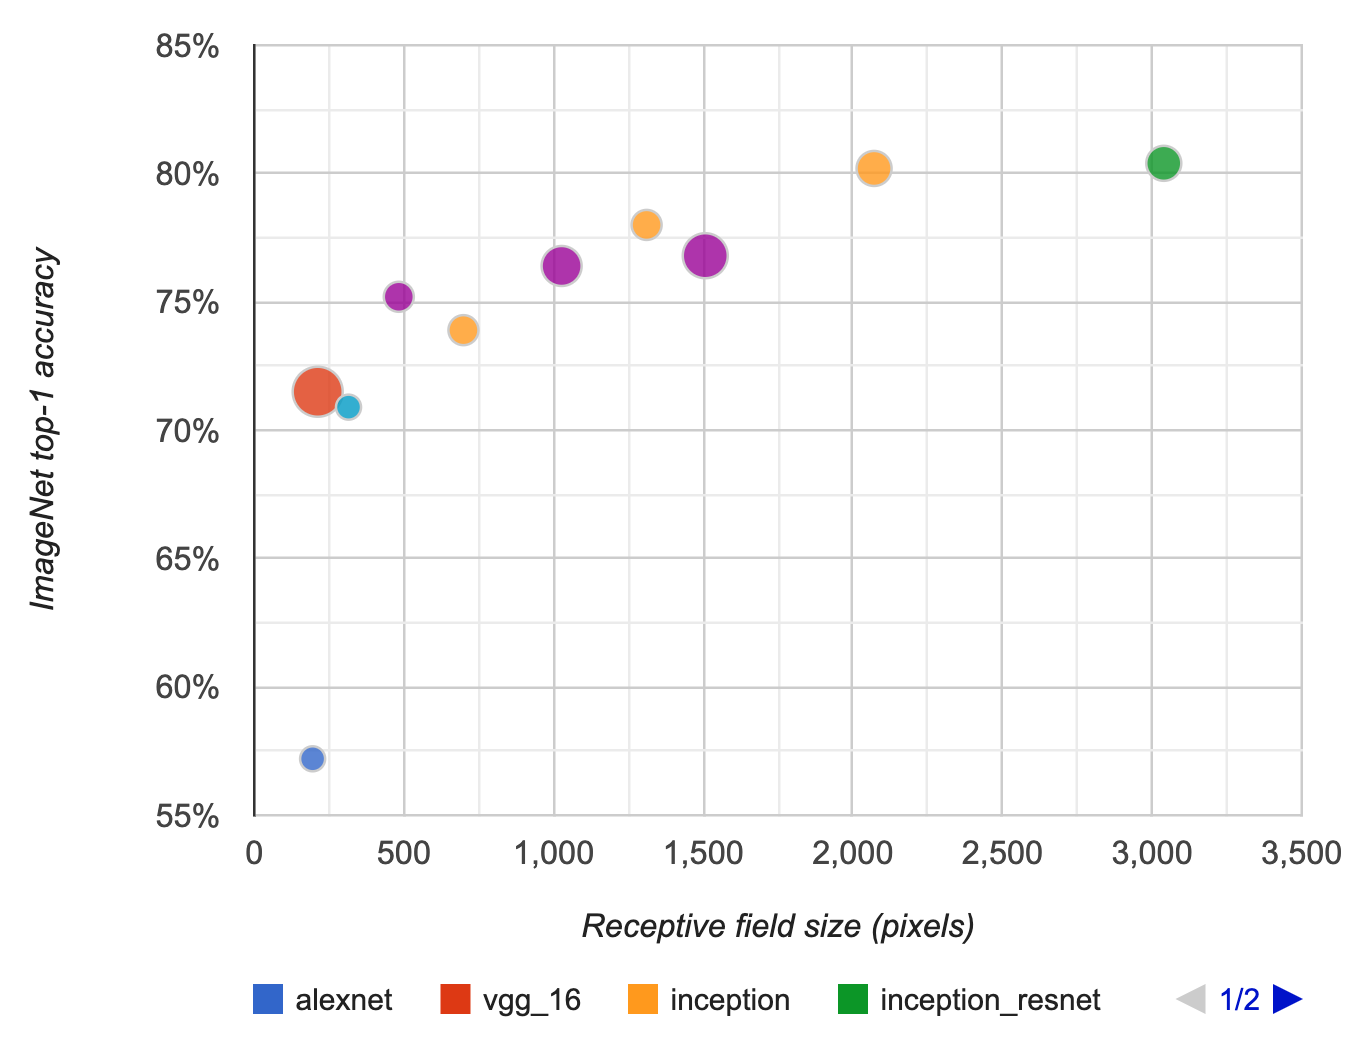 85%
80%
75%
70%
65%
60%
55%
ImageNet top-1 accuracy
0 500 1,000 1,500 2,000 2,500 3,000 3,500
Receptive field size (pixels)
alexnet vgg_16 inception inception_resnet 1/2